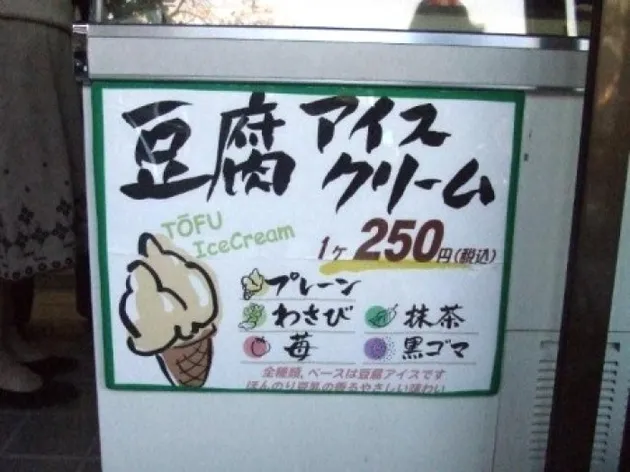 豆腐アイス
クリーム
TŌFU
IceCream
1ヶ250円(税込)
プレーン
わさび 抹茶
苺 黒ゴマ
全種類、ベースは豆腐アイスです
ほんのり豆乳の香るやさしい味わい